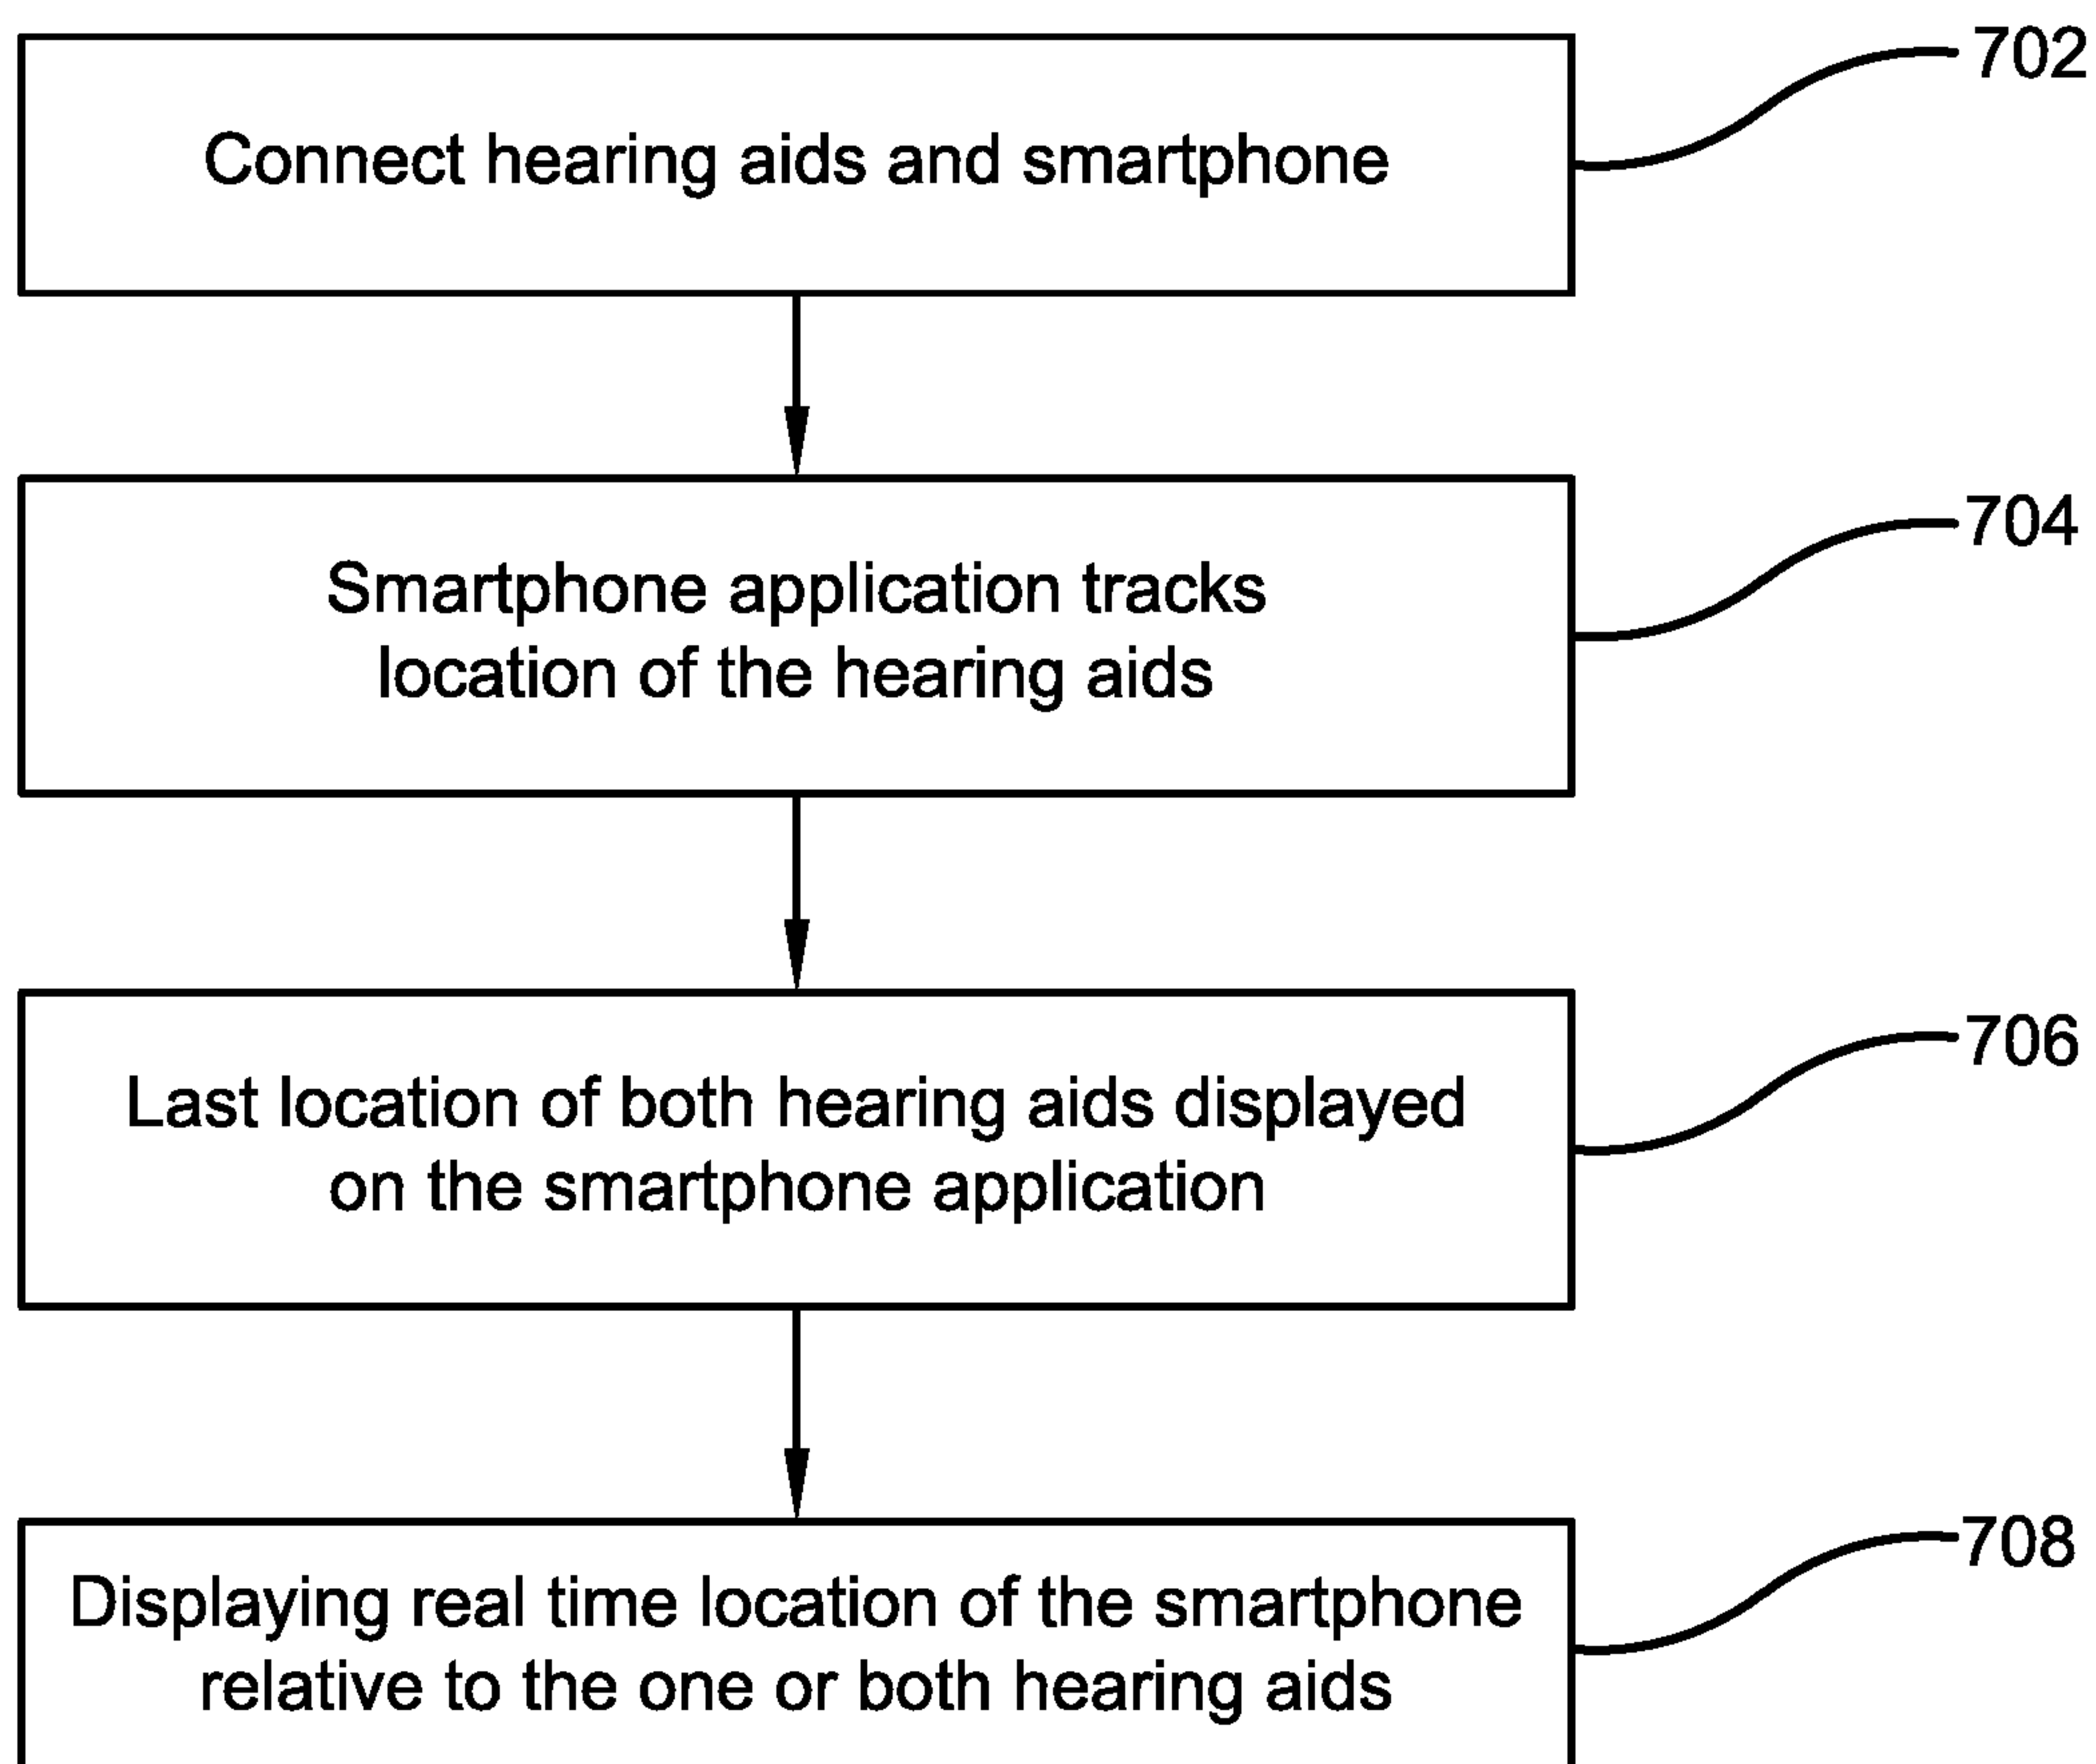 702
Connect hearing aids and smartphone
704
Smartphone application tracks
location of the hearing aids
706
Last location of both hearing aids displayed
on the smartphone application
708
Displaying real time location of the smartphone
relative to the one or both hearing aids